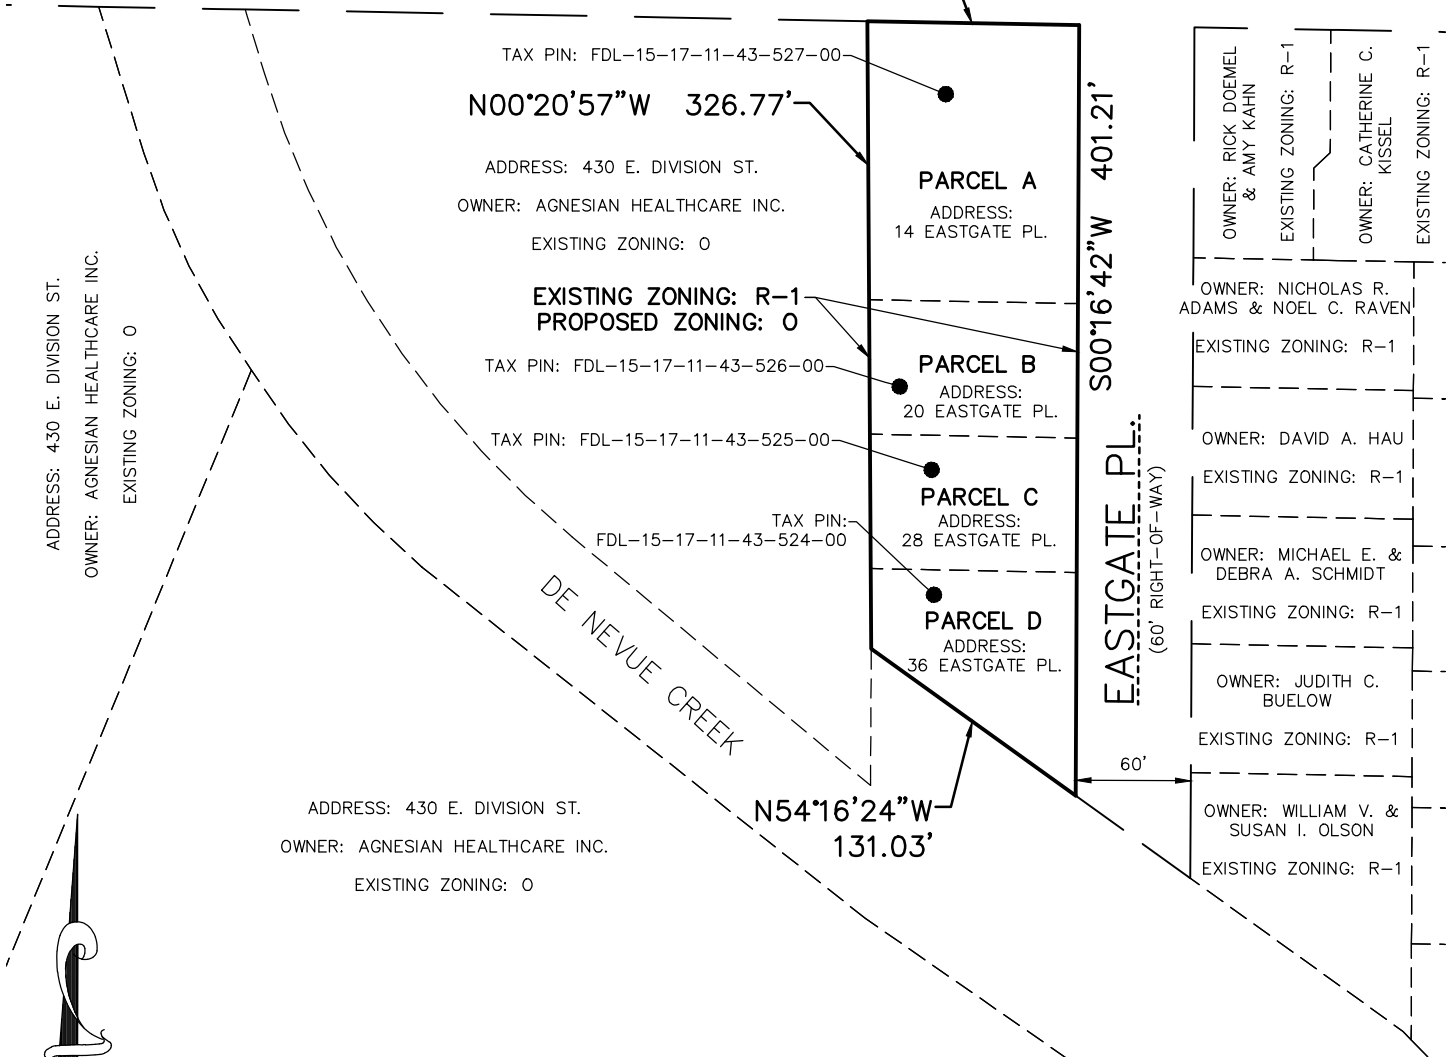 TAX PIN: FDL-15-17-11-43-527-00
N00°20'57"W 326.77'
ADDRESS: 430 E. DIVISION ST.
OWNER: AGNESIAN HEALTHCARE INC.
EXISTING ZONING: O
EXISTING ZONING: R-1
PROPOSED ZONING: O
TAX PIN: FDL-15-17-11-43-526-00
TAX PIN: FDL-15-17-11-43-525-00
TAX PIN:
FDL-15-17-11-43-524-00
PARCEL A
ADDRESS:
14 EASTGATE PL.
PARCEL B
ADDRESS:
20 EASTGATE PL.
PARCEL C
ADDRESS:
28 EASTGATE PL.
PARCEL D
ADDRESS:
36 EASTGATE PL.
S00°16'42"W 401.21'
EASTGATE PL.
(60' RIGHT-OF-WAY)
60'
N54°16'24"W
131.03'
DE NEVUE CREEK
ADDRESS: 430 E. DIVISION ST.
OWNER: AGNESIAN HEALTHCARE INC.
EXISTING ZONING: O
ADDRESS: 430 E. DIVISION ST.
OWNER: AGNESIAN HEALTHCARE INC.
EXISTING ZONING: O
OWNER: RICK DOEMEL
& AMY KAHN
EXISTING ZONING: R-1
OWNER: CATHERINE C.
KISSEL
EXISTING ZONING: R-1
OWNER: NICHOLAS R.
ADAMS & NOEL C. RAVEN
EXISTING ZONING: R-1
OWNER: DAVID A. HAU
EXISTING ZONING: R-1
OWNER: MICHAEL E. &
DEBRA A. SCHMIDT
EXISTING ZONING: R-1
OWNER: JUDITH C.
BUELOW
EXISTING ZONING: R-1
OWNER: WILLIAM V. &
SUSAN I. OLSON
EXISTING ZONING: R-1